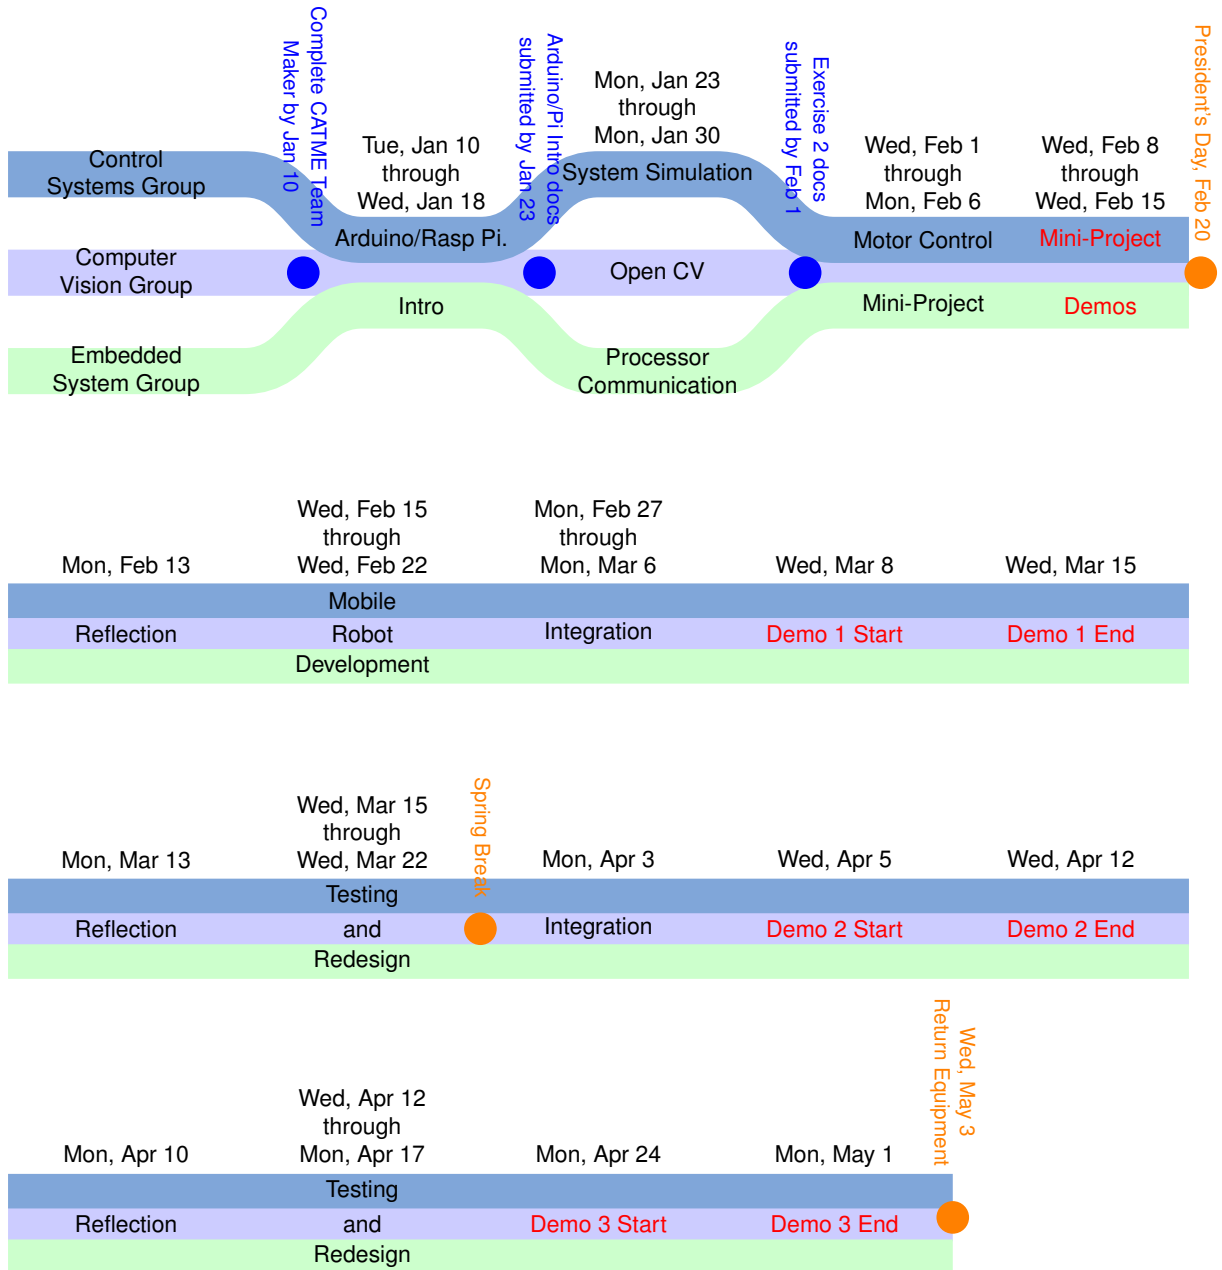 Complete CATME Team
Maker by Jan 10
Arduino/Pi Intro docs
submitted by Jan 23
Exercise 2 docs
submitted by Feb 1
President's Day, Feb 20
Tue, Jan 10
through
Wed, Jan 18
Mon, Jan 23
through
Mon, Jan 30
Wed, Feb 1
through
Mon, Feb 6
Wed, Feb 8
through
Wed, Feb 15
Control
Systems Group
Computer
Vision Group
Embedded
System Group
Arduino/Rasp Pi.
Intro
System Simulation
Open CV
Processor
Communication
Motor Control
Mini-Project
Mini-Project
Demos
Mon, Feb 13
Wed, Feb 15
through
Wed, Feb 22
Mon, Feb 27
through
Mon, Mar 6
Wed, Mar 8
Wed, Mar 15
Reflection
Mobile
Robot
Development
Integration
Demo 1 Start
Demo 1 End
Mon, Mar 13
Wed, Mar 15
through
Wed, Mar 22
Spring Break
Mon, Apr 3
Wed, Apr 5
Wed, Apr 12
Reflection
Testing
and
Redesign
Integration
Demo 2 Start
Demo 2 End
Mon, Apr 10
Wed, Apr 12
through
Mon, Apr 17
Mon, Apr 24
Mon, May 1
Wed, May 3
Return Equipment
Reflection
Testing
and
Redesign
Demo 3 Start
Demo 3 End